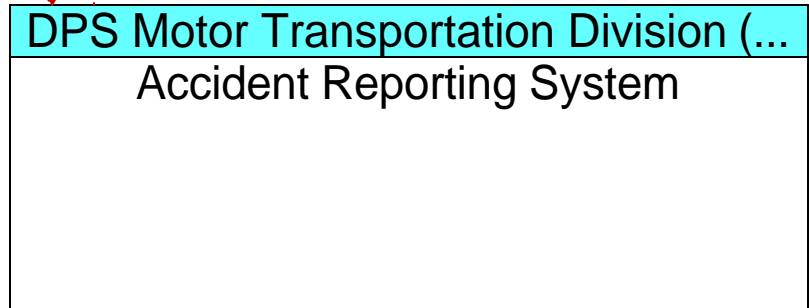 DPS Motor Transportation Division (...
Accident Reporting System